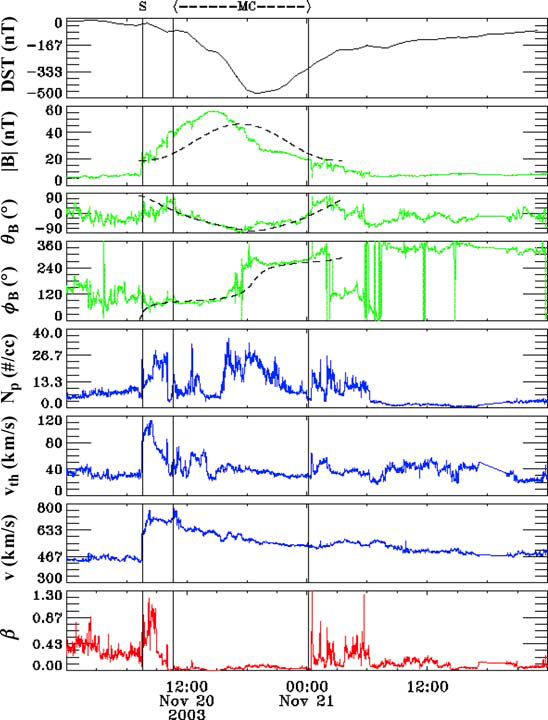 S ⟨------MC------⟩
DST (nT)
0
-167
-333
-500
|B| (nT)
60
40
20
0
θB (°)
90
0
-90
ϕB (°)
360
240
120
0
Np (#/cc)
40.0
26.7
13.3
0.0
vth (km/s)
120
80
40
0
v (km/s)
800
633
467
300
β
1.30
0.87
0.43
0.00
12:00 00:00 12:00
Nov 20 Nov 21
2003